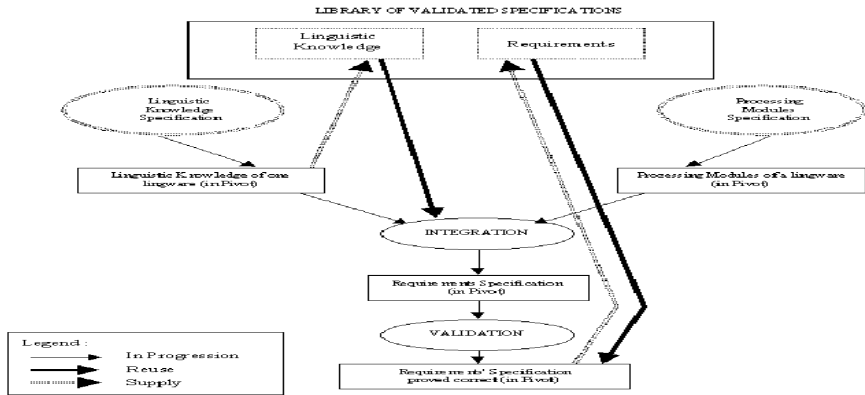 LIBRARY OF VALIDATED SPECIFICATIONS
Linguistic
Knowledge
Requirements
Linguistic
Knowledge
Specification
Processing
Modules
Specification
Linguistic Knowledge of one
lingware (in Pivot)
Processing Modules of a lingware
(in Pivot)
INTEGRATION
Requirements Specification
(in Pivot)
VALIDATION
Requirements' Specification
proved correct (in Pivot)
Legend :
In Progression
Reuse
Supply